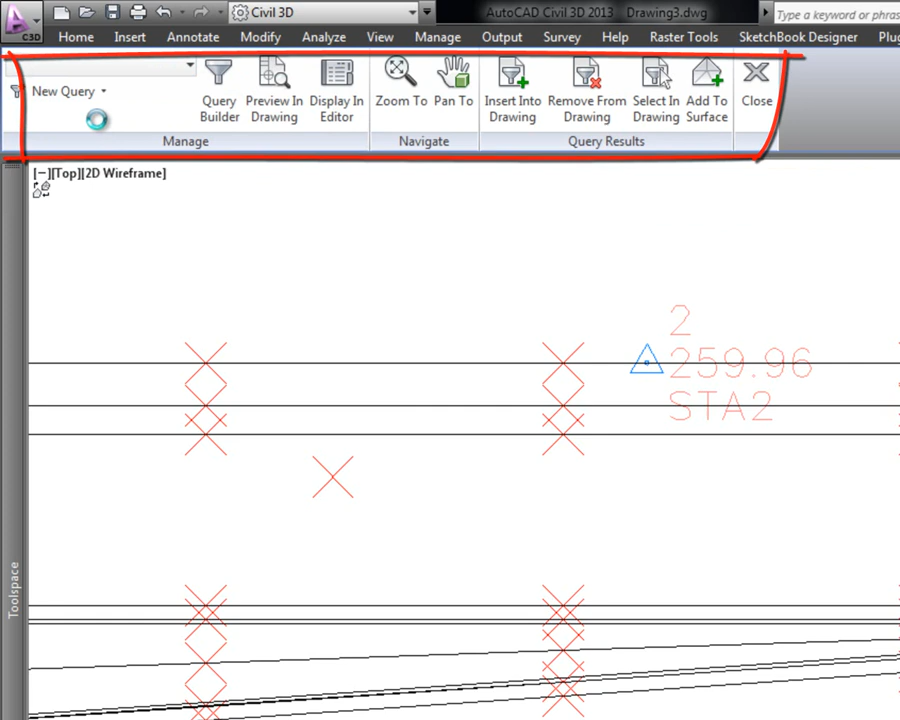 Civil 3D
AutoCAD Civil 3D 2013 Drawing3.dwg
Type a keyword or phras
C3D
Home Insert Annotate Modify Analyze View Manage Output Survey Help Raster Tools SketchBook Designer Plu
New Query
Query Builder
Preview In Drawing
Display In Editor
Zoom To
Pan To
Insert Into Drawing
Remove From Drawing
Select In Drawing
Add To Surface
Close
Manage
Navigate
Query Results
[−][Top][2D Wireframe]
2
259.96
STA2
Toolspace